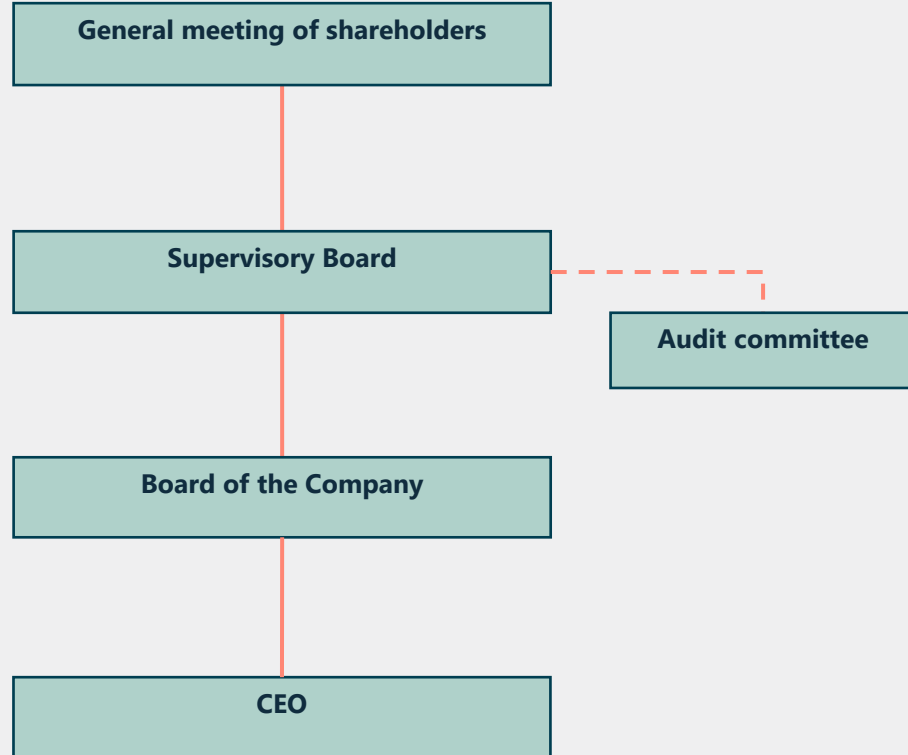 General meeting of shareholders
Supervisory Board
Audit committee
Board of the Company
CEO